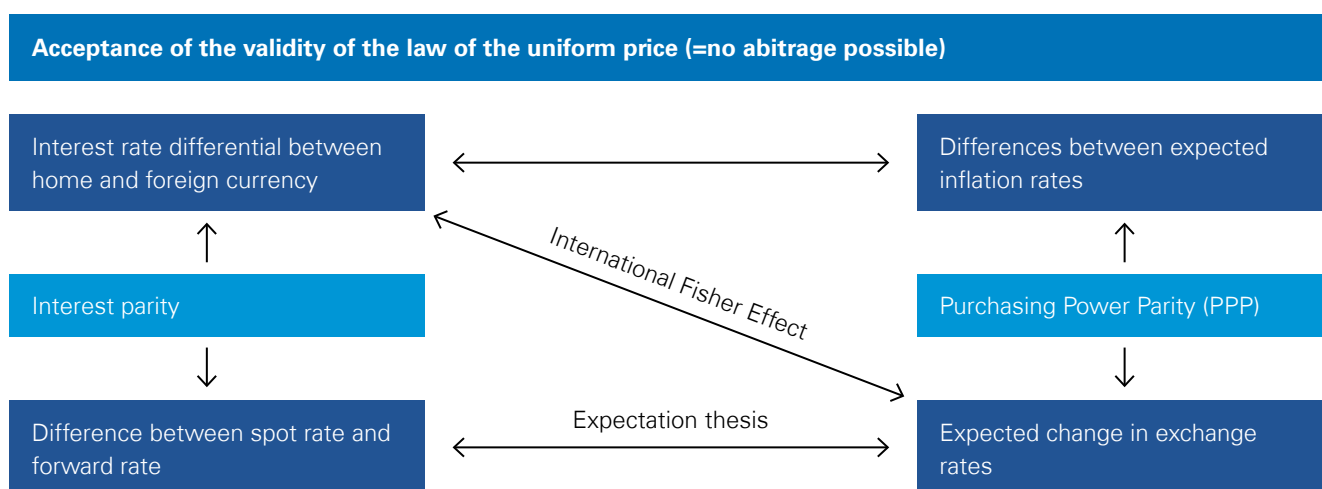 Acceptance of the validity of the law of the uniform price (=no abitrage possible)
Interest rate differential between
home and foreign currency
Differences between expected
inflation rates
International Fisher Effect
Interest parity
Purchasing Power Parity (PPP)
Difference between spot rate and
forward rate
Expectation thesis
Expected change in exchange
rates